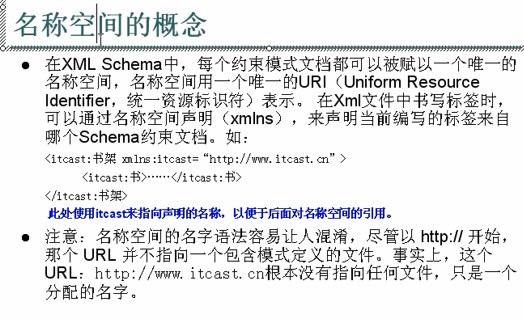 名称空间的概念
● 在XML Schema中，每个约束模式文档都可以被赋以一个唯一的
名称空间，名称空间用一个唯一的URI（Uniform Resource
Identifier，统一资源标识符）表示。 在Xml文件中书写标签时，
可以通过名称空间声明（xmlns），来声明当前编写的标签来自
哪个Schema约束文档。如：
<itcast:书架 xmlns:itcast=“http://www.itcast.cn”>
<itcast:书>……</itcast:书>
</itcast:书架>
此处使用itcast来指向声明的名称，以便于后面对名称空间的引用。
● 注意：名称空间的名字语法容易让人混淆，尽管以 http:// 开始，
那个 URL 并不指向一个包含模式定义的文件。事实上，这个
URL：http://www.itcast.cn根本没有指向任何文件，只是一个
分配的名字。